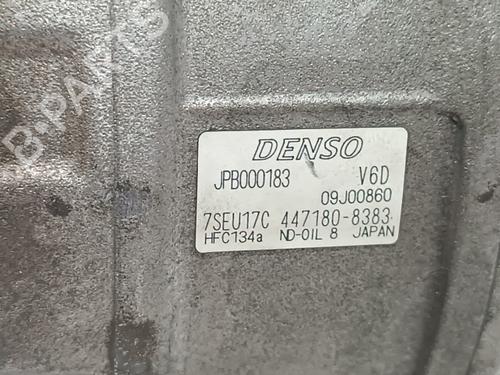 B-PARTS
DENSO
JPB000183 V6D
09J00860
7SEU17C 447180-8383
HFC134a ND-OIL 8 JAPAN